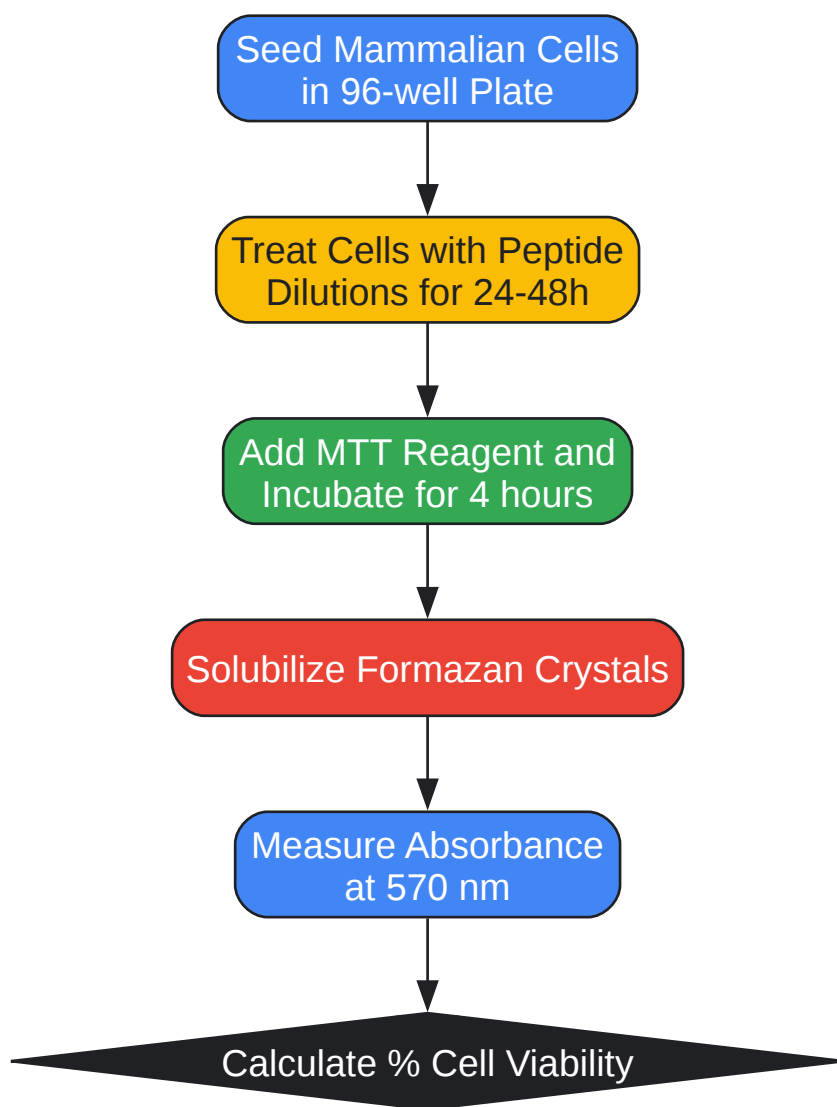 Seed Mammalian Cells
in 96-well Plate
Treat Cells with Peptide
Dilutions for 24-48h
Add MTT Reagent and
Incubate for 4 hours
Solubilize Formazan Crystals
Measure Absorbance
at 570 nm
Calculate % Cell Viability